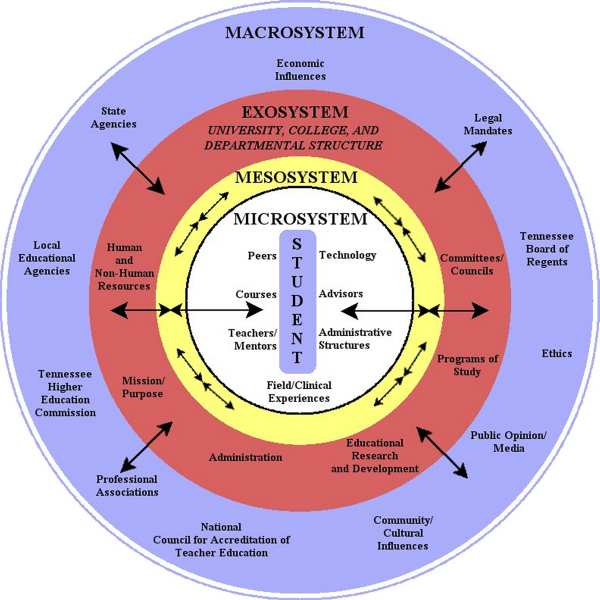 MACROSYSTEM
Economic
Influences
State
Agencies
Legal
Mandates
EXOSYSTEM
UNIVERSITY, COLLEGE, AND
DEPARTMENTAL STRUCTURE
MESOSYSTEM
MICROSYSTEM
STUDENT
Peers
Technology
Courses
Advisors
Teachers/
Mentors
Administrative
Structures
Field/Clinical
Experiences
Local
Educational
Agencies
Human
and
Non-Human
Resources
Committees/
Councils
Tennessee
Board of
Regents
Ethics
Programs of
Study
Mission/
Purpose
Tennessee
Higher
Education
Commission
Administration
Educational
Research
and Development
Public Opinion/
Media
Professional
Associations
National
Council for Accreditation of
Teacher Education
Community/
Cultural
Influences